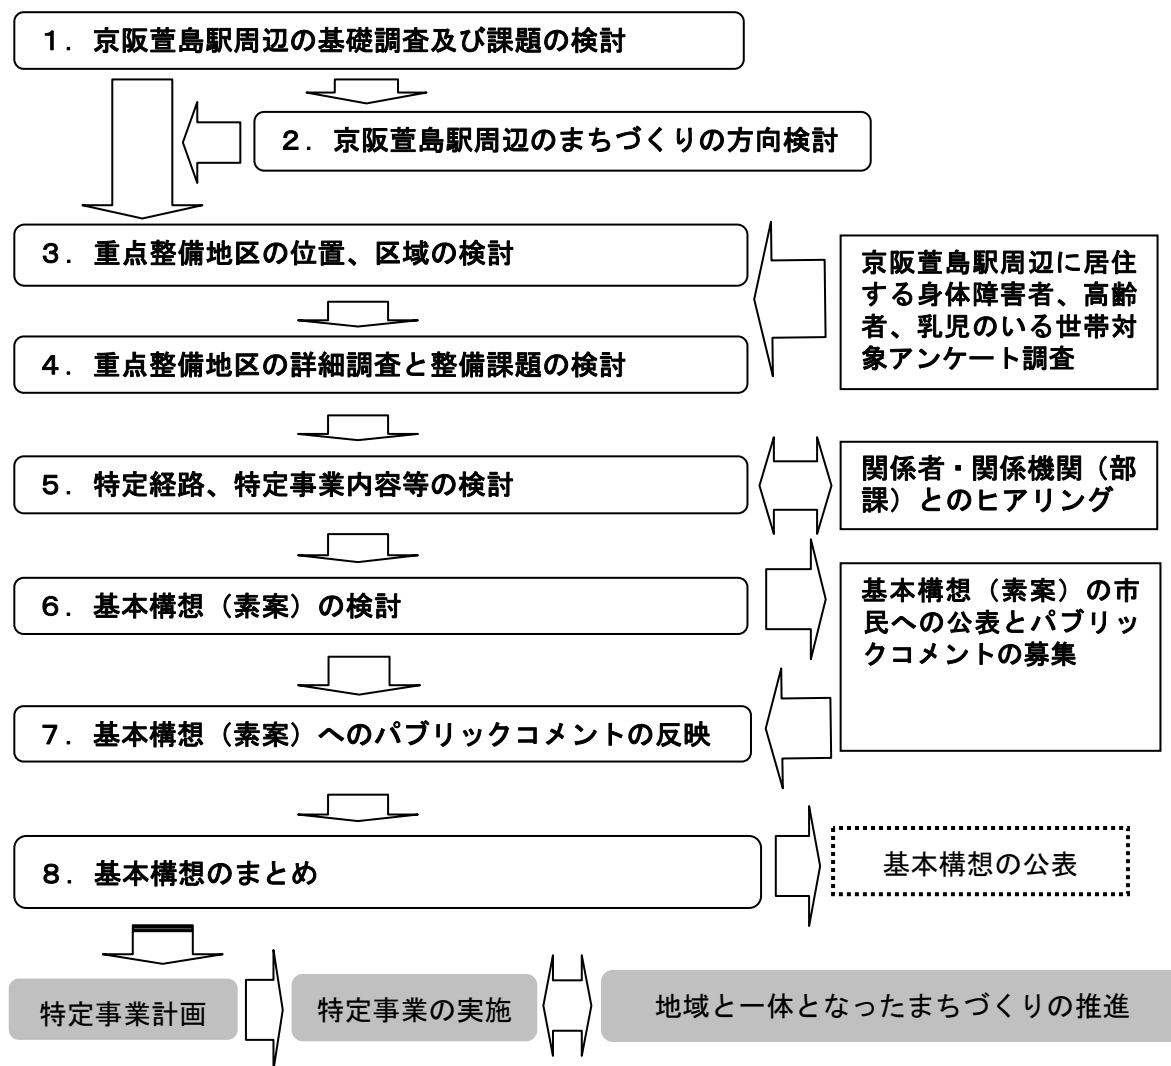 １．京阪萱島駅周辺の基礎調査及び課題の検討
２．京阪萱島駅周辺のまちづくりの方向検討
３．重点整備地区の位置、区域の検討
京阪萱島駅周辺に居住
する身体障害者、高齢
者、乳児のいる世帯対
象アンケート調査
４．重点整備地区の詳細調査と整備課題の検討
５．特定経路、特定事業内容等の検討
関係者・関係機関（部
課）とのヒアリング
６．基本構想（素案）の検討
基本構想（素案）の市
民への公表とパブリッ
クコメントの募集
７．基本構想（素案）へのパブリックコメントの反映
８．基本構想のまとめ
基本構想の公表
特定事業計画
特定事業の実施
地域と一体となったまちづくりの推進